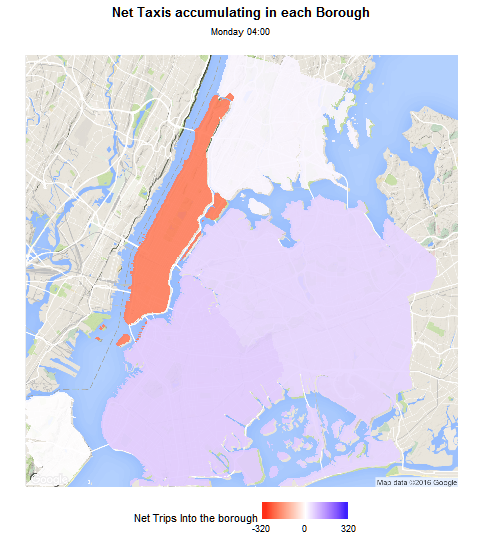 Net Taxis accumulating in each Borough
Monday 04:00
Map data ©2016 Google
Net Trips Into the borough
-320 0 320